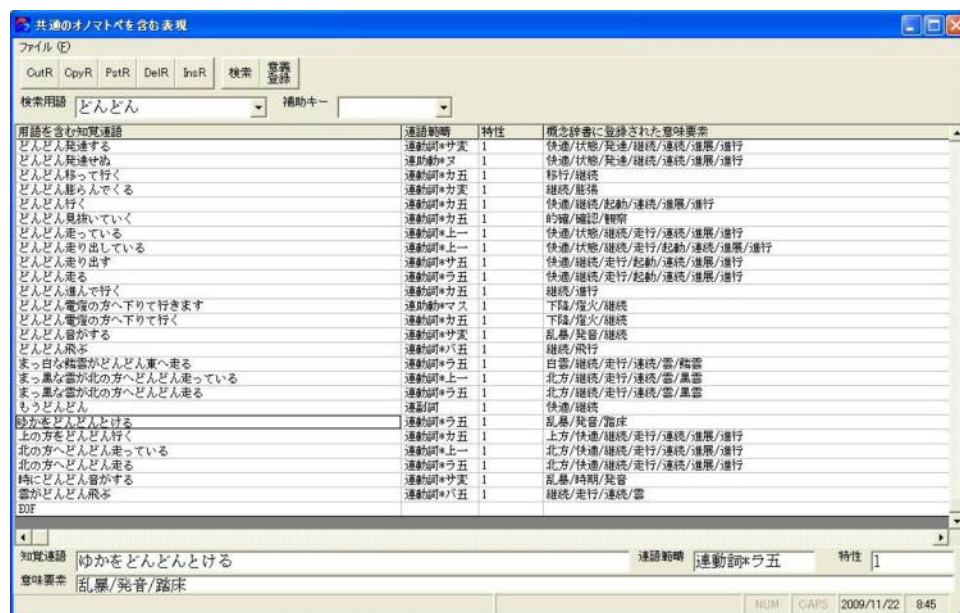 共通のオノマトペを含む表現
ファイル (F)
CutR CpyR PstR DelR InsR 検索 意義登録
検索用語 どんどん 補助キー
用語を含む知覚連語 連語範疇 特性 概念辞書に登録された意味要素
どんどん発達する 連動詞*サ変 1 快適/状態/発達/継続/連続/進展/進行
どんどん発達せぬ 連助動*ヌ 1 快適/状態/発達/継続/連続/進展/進行
どんどん移って行く 連動詞*カ五 1 移行/継続
どんどん膨らんでくる 連動詞*カ変 1 継続/膨張
どんどん行く 連動詞*カ五 1 快適/継続/起動/連続/進展/進行
どんどん見抜いていく 連動詞*カ五 1 的確/確認/観察
どんどん走っている 連動詞*上一 1 快適/状態/継続/走行/連続/進展/進行
どんどん走り出している 連動詞*上一 1 快適/状態/継続/走行/起動/連続/進展/進行
どんどん走り出す 連動詞*サ五 1 快適/継続/走行/起動/連続/進展/進行
どんどん走る 連動詞*ラ五 1 快適/継続/走行/連続/進展/進行
どんどん進んで行く 連動詞*カ五 1 継続/進行
どんどん電燈の方へ下りて行きます 連助動*マス 1 下降/燈火/継続
どんどん電燈の方へ下りて行く 連動詞*カ五 1 下降/燈火/継続
どんどん音がする 連動詞*サ変 1 乱暴/発音/継続
どんどん飛ぶ 連動詞*バ五 1 継続/飛行
まっ白な鯖雲がどんどん東へ走る 連動詞*ラ五 1 白雲/継続/走行/連続/雲/鯖雲
まっ黒な雲が北の方へどんどん走っている 連動詞*上一 1 北方/継続/走行/連続/雲/黒雲
まっ黒な雲が北の方へどんどん走る 連動詞*ラ五 1 北方/継続/走行/連続/雲/黒雲
もうどんどん 連副詞 1 快適/継続
ゆかをどんどんとける 連動詞*ラ五 1 乱暴/発音/踏床
上の方をどんどん行く 連動詞*カ五 1 上方/快適/継続/走行/連続/進展/進行
北の方へどんどん走っている 連動詞*上一 1 北方/快適/継続/走行/連続/進展/進行
北の方へどんどん走る 連動詞*ラ五 1 北方/快適/継続/走行/連続/進展/進行
時にどんどん音がする 連動詞*サ変 1 乱暴/時期/発音
雲がどんどん飛ぶ 連動詞*バ五 1 継続/走行/連続/雲
EOF
知覚連語 ゆかをどんどんとける 連語範疇 連動詞*ラ五 特性 1
意味要素 乱暴/発音/踏床
NUM CAPS 2009/11/22 8:45